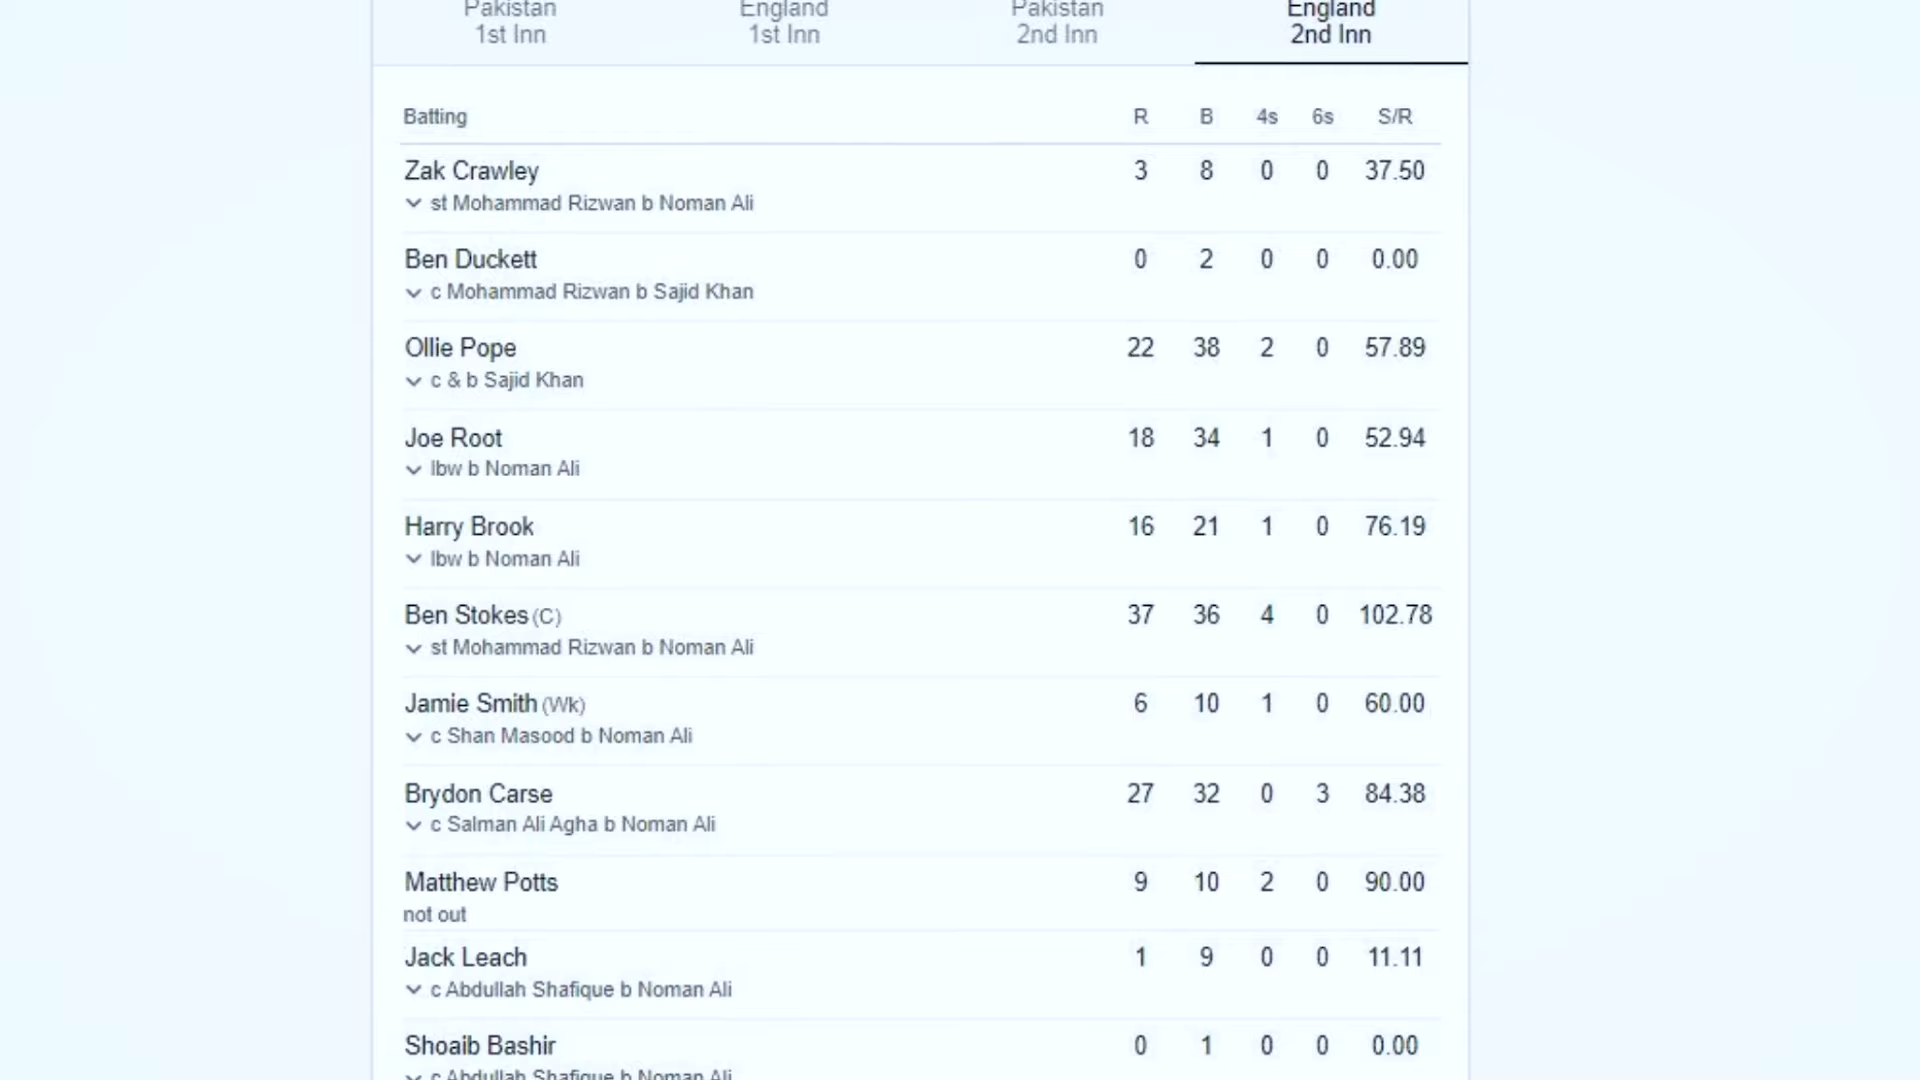 Pakistan England Pakistan England
1st Inn 1st Inn 2nd Inn 2nd Inn
Batting R B 4s 6s S/R
Zak Crawley 3 8 0 0 37.50
st Mohammad Rizwan b Noman Ali
Ben Duckett 0 2 0 0 0.00
c Mohammad Rizwan b Sajid Khan
Ollie Pope 22 38 2 0 57.89
c & b Sajid Khan
Joe Root 18 34 1 0 52.94
lbw b Noman Ali
Harry Brook 16 21 1 0 76.19
lbw b Noman Ali
Ben Stokes (C) 37 36 4 0 102.78
st Mohammad Rizwan b Noman Ali
Jamie Smith (Wk) 6 10 1 0 60.00
c Shan Masood b Noman Ali
Brydon Carse 27 32 0 3 84.38
c Salman Ali Agha b Noman Ali
Matthew Potts 9 10 2 0 90.00
not out
Jack Leach 1 9 0 0 11.11
c Abdullah Shafique b Noman Ali
Shoaib Bashir 0 1 0 0 0.00
c Abdullah Shafique b Noman Ali